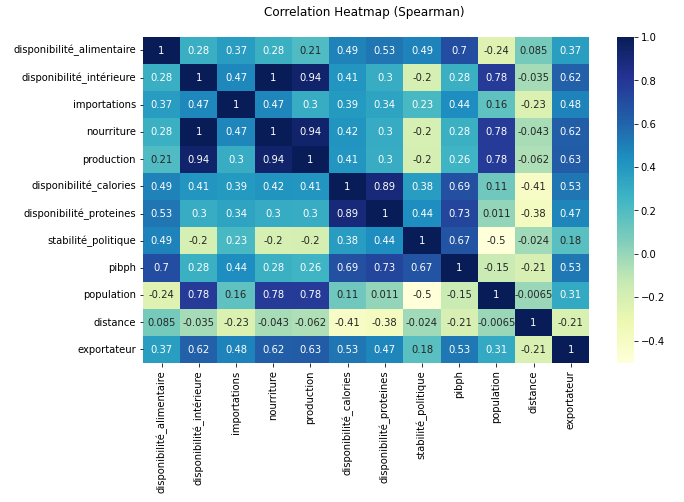 Correlation Heatmap (Spearman)
disponibilité_alimentaire 1 0.28 0.37 0.28 0.21 0.49 0.53 0.49 0.7 -0.24 0.085 0.37
disponibilité_intérieure 0.28 1 0.47 1 0.94 0.41 0.3 -0.2 0.28 0.78 -0.035 0.62
importations 0.37 0.47 1 0.47 0.3 0.39 0.34 0.23 0.44 0.16 -0.23 0.48
nourriture 0.28 1 0.47 1 0.94 0.42 0.3 -0.2 0.28 0.78 -0.043 0.62
production 0.21 0.94 0.3 0.94 1 0.41 0.3 -0.2 0.26 0.78 -0.062 0.63
disponibilité_calories 0.49 0.41 0.39 0.42 0.41 1 0.89 0.38 0.69 0.11 -0.41 0.53
disponibilité_proteines 0.53 0.3 0.34 0.3 0.3 0.89 1 0.44 0.73 0.011 -0.38 0.47
stabilité_politique 0.49 -0.2 0.23 -0.2 -0.2 0.38 0.44 1 0.67 -0.5 -0.024 0.18
pibph 0.7 0.28 0.44 0.28 0.26 0.69 0.73 0.67 1 -0.15 -0.21 0.53
population -0.24 0.78 0.16 0.78 0.78 0.11 0.011 -0.5 -0.15 1 -0.0065 0.31
distance 0.085 -0.035 -0.23 -0.043 -0.062 -0.41 -0.38 -0.024 -0.21 -0.0065 1 -0.21
exportateur 0.37 0.62 0.48 0.62 0.63 0.53 0.47 0.18 0.53 0.31 -0.21 1
disponibilité_alimentaire
disponibilité_intérieure
importations
nourriture
production
disponibilité_calories
disponibilité_proteines
stabilité_politique
pibph
population
distance
exportateur
1.0
0.8
0.6
0.4
0.2
0.0
−0.2
−0.4